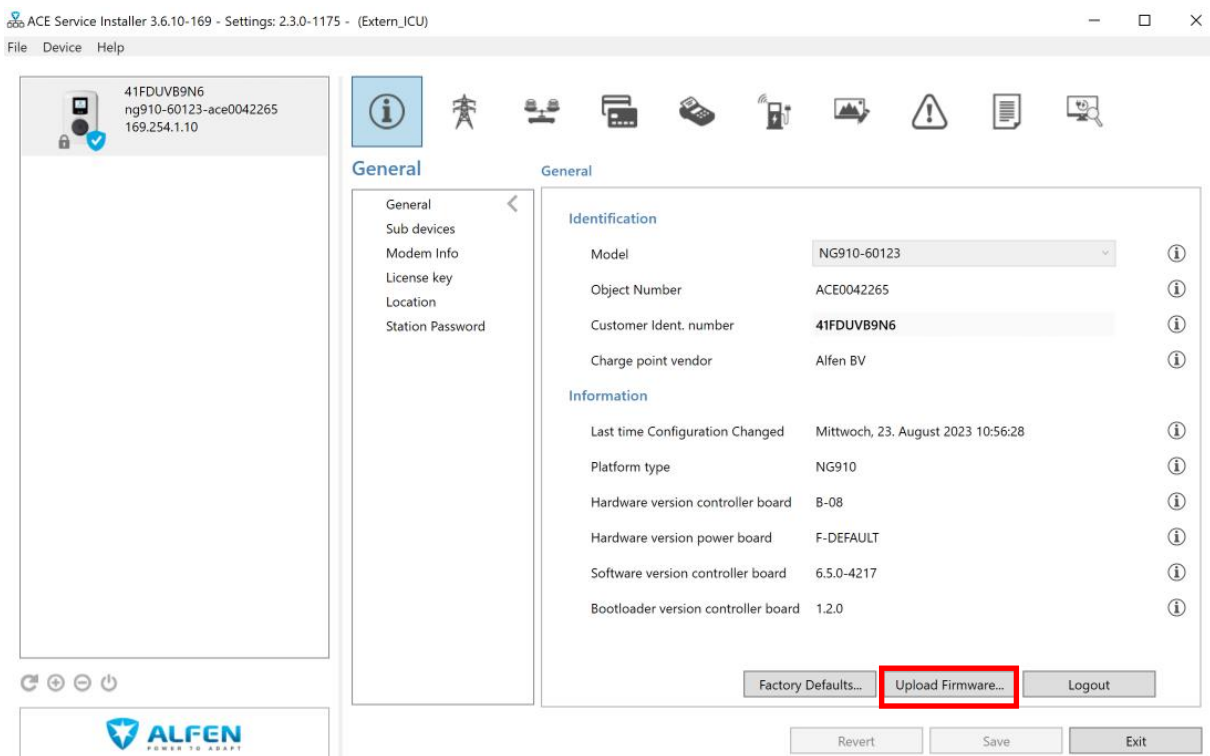 ACE Service Installer 3.6.10-169 - Settings: 2.3.0-1175 - (Extern_ICU)
File Device Help
41FDUVB9N6
ng910-60123-ace0042265
169.254.1.10
General
General
Sub devices
Modem Info
License key
Location
Station Password
General
Identification
Model NG910-60123
Object Number ACE0042265
Customer Ident. number 41FDUVB9N6
Charge point vendor Alfen BV
Information
Last time Configuration Changed Mittwoch, 23. August 2023 10:56:28
Platform type NG910
Hardware version controller board B-08
Hardware version power board F-DEFAULT
Software version controller board 6.5.0-4217
Bootloader version controller board 1.2.0
Factory Defaults... Upload Firmware... Logout
ALFEN
POWER TO ADAPT
Revert Save Exit